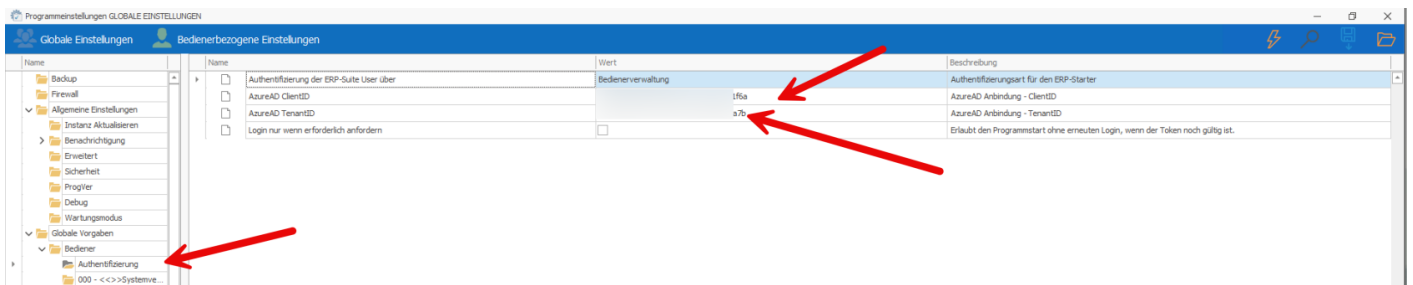 Programmeinstellungen GLOBALE EINSTELLUNGEN
Globale Einstellungen Bedienerbezogene Einstellungen
Name Name Wert Beschreibung
Backup Authentifizierung der ERP-Suite User über Bedienerverwaltung Authentifizierungsart für den ERP-Starter
Firewall AzureAD ClientID 1f6a AzureAD Anbindung - ClientID
Allgemeine Einstellungen AzureAD TenantID a7b AzureAD Anbindung - TenantID
Instanz Aktualisieren Login nur wenn erforderlich anfordern Erlaubt den Programmstart ohne erneuten Login, wenn der Token noch gültig ist.
Benachrichtigung
Erweitert
Sicherheit
ProgVer
Debug
Wartungsmodus
Globale Vorgaben
Bediener
Authentifizierung
000 - <<>>Systemve...